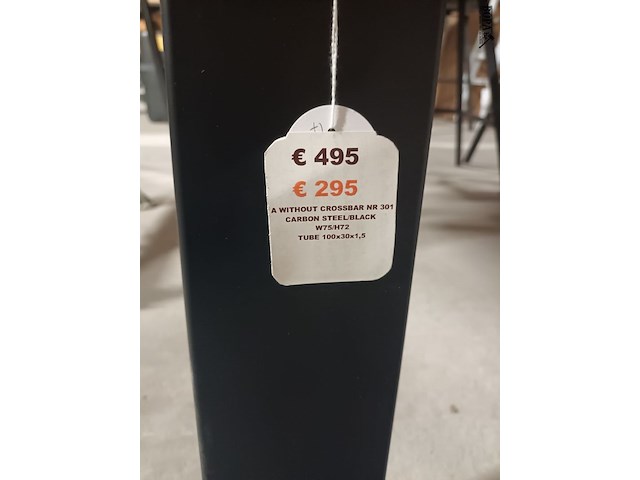 € 495
€ 295
A WITHOUT CROSSBAR NR 301
CARBON STEEL/BLACK
W75/H72
TUBE 100x30x1,5